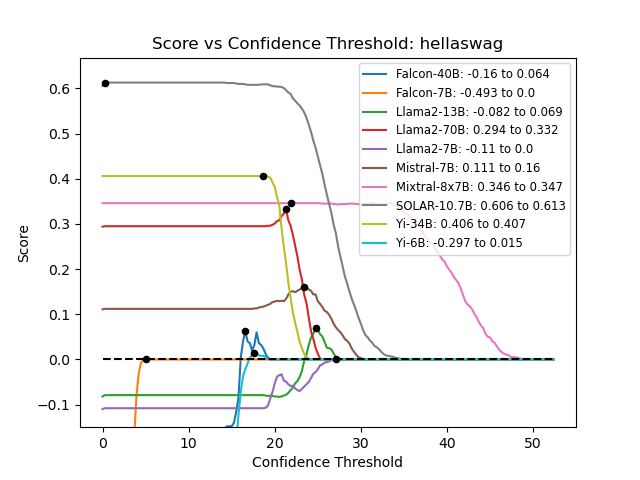 Score vs Confidence Threshold: hellaswag
Falcon-40B: -0.16 to 0.064
Falcon-7B: -0.493 to 0.0
Llama2-13B: -0.082 to 0.069
Llama2-70B: 0.294 to 0.332
Llama2-7B: -0.11 to 0.0
Mistral-7B: 0.111 to 0.16
Mixtral-8x7B: 0.346 to 0.347
SOLAR-10.7B: 0.606 to 0.613
Yi-34B: 0.406 to 0.407
Yi-6B: -0.297 to 0.015
Score
0.6
0.5
0.4
0.3
0.2
0.1
0.0
−0.1
0 10 20 30 40 50
Confidence Threshold